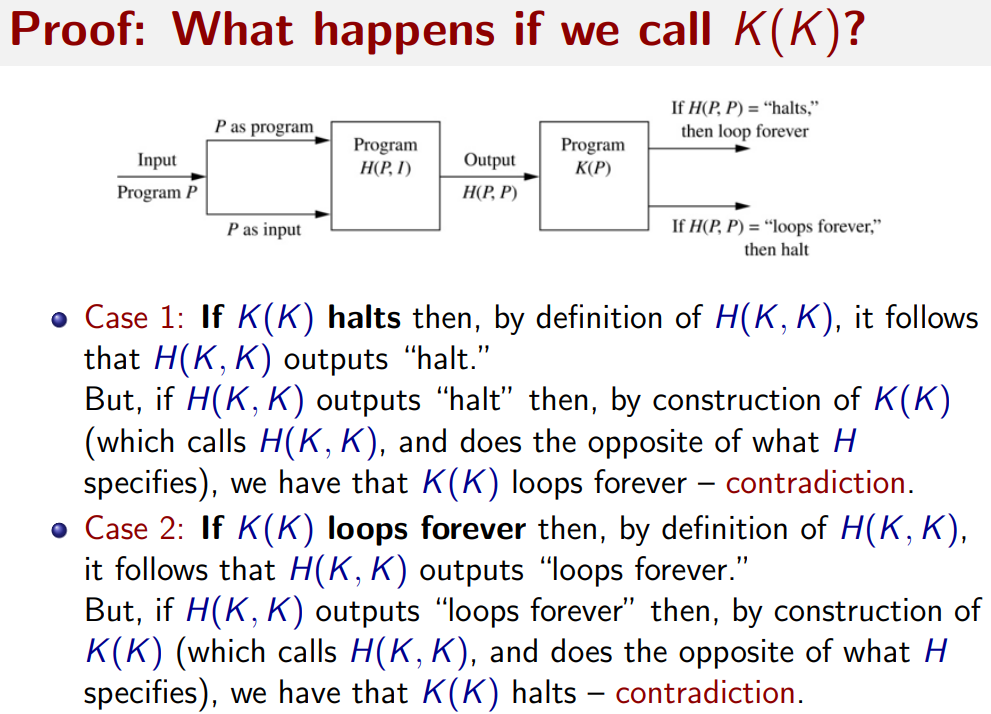 Proof: What happens if we call K(K)?
If H(P, P) = “halts,”
then loop forever
P as program
Program
H(P, I)
Program
K(P)
Input
Program P
Output
H(P, P)
P as input
If H(P, P) = “loops forever,”
then halt
Case 1: If K(K) halts then, by definition of H(K, K), it follows
that H(K, K) outputs “halt.”
But, if H(K, K) outputs “halt” then, by construction of K(K)
(which calls H(K, K), and does the opposite of what H
specifies), we have that K(K) loops forever – contradiction.
Case 2: If K(K) loops forever then, by definition of H(K, K),
it follows that H(K, K) outputs “loops forever.”
But, if H(K, K) outputs “loops forever” then, by construction of
K(K) (which calls H(K, K), and does the opposite of what H
specifies), we have that K(K) halts – contradiction.